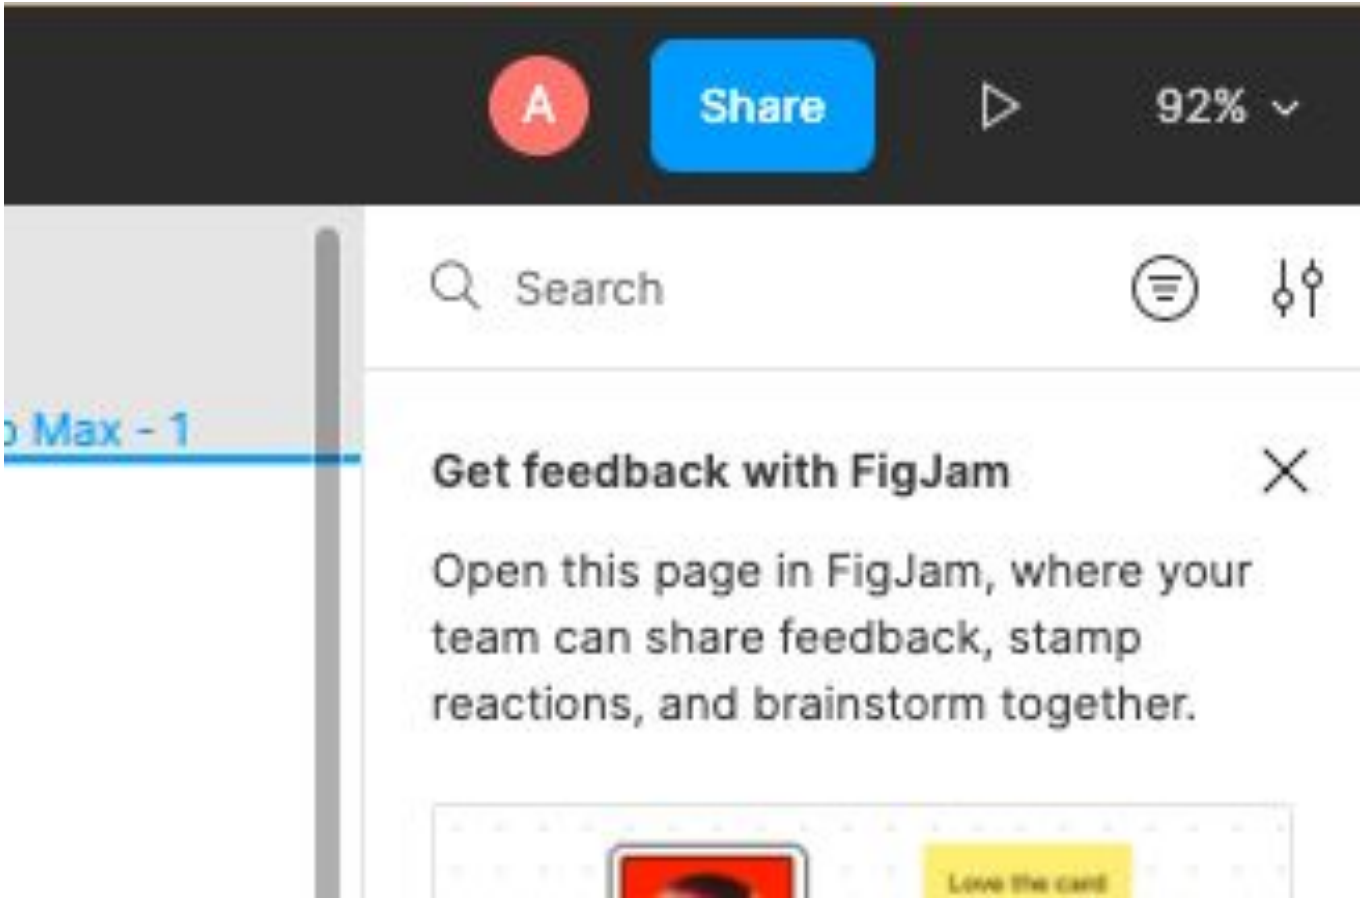 A Share 92%
Search
Max - 1
Get feedback with FigJam
Open this page in FigJam, where your
team can share feedback, stamp
reactions, and brainstorm together.
Love the card